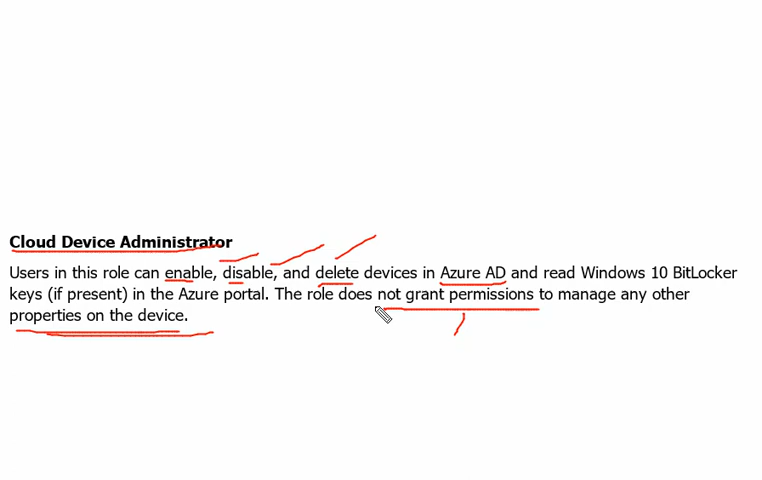 Cloud Device Administrator
Users in this role can enable, disable, and delete devices in Azure AD and read Windows 10 BitLocker
keys (if present) in the Azure portal. The role does not grant permissions to manage any other
properties on the device.